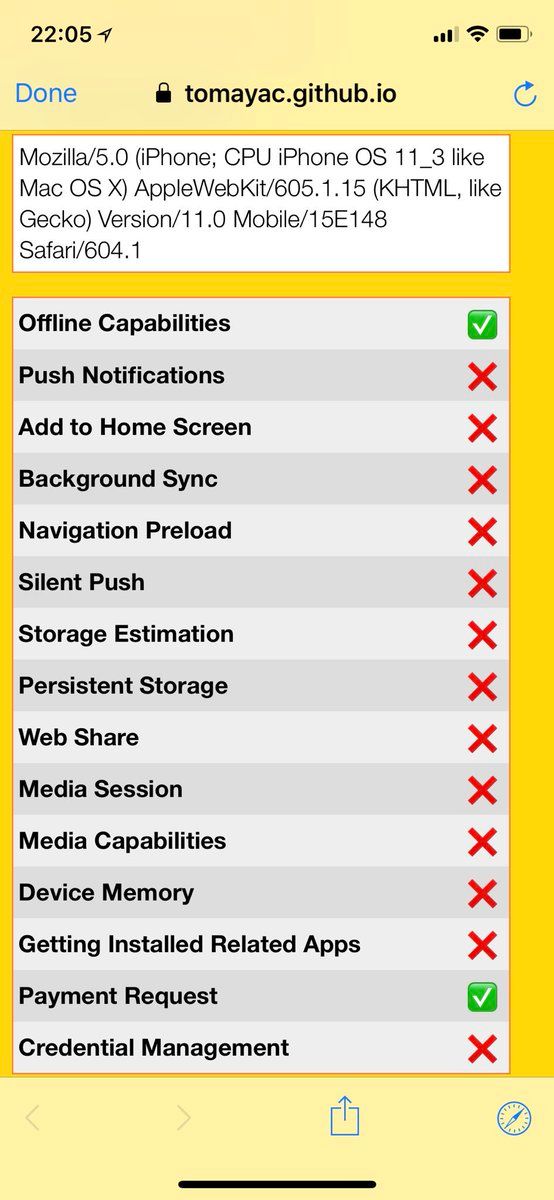 22:05
Done
tomayac.github.io
Mozilla/5.0 (iPhone; CPU iPhone OS 11_3 like
Mac OS X) AppleWebKit/605.1.15 (KHTML, like
Gecko) Version/11.0 Mobile/15E148
Safari/604.1
Offline Capabilities ✅
Push Notifications ❌
Add to Home Screen ❌
Background Sync ❌
Navigation Preload ❌
Silent Push ❌
Storage Estimation ❌
Persistent Storage ❌
Web Share ❌
Media Session ❌
Media Capabilities ❌
Device Memory ❌
Getting Installed Related Apps ❌
Payment Request ✅
Credential Management ❌